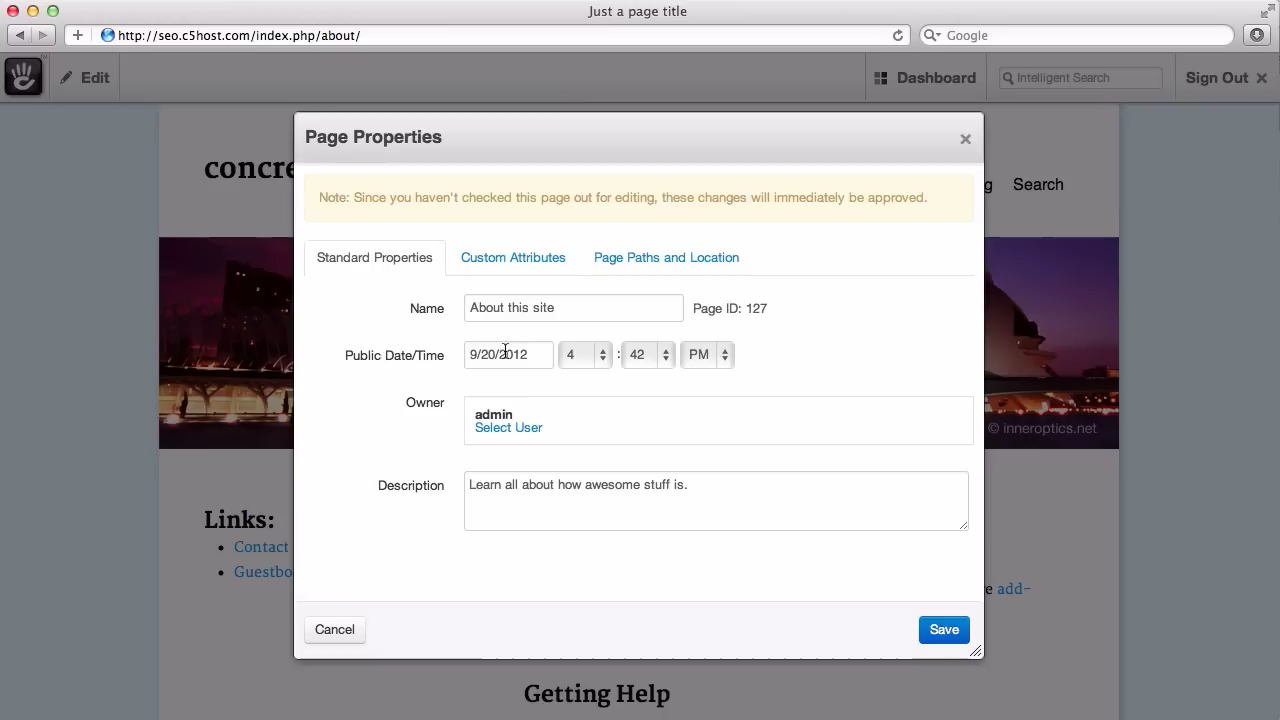 Just a page title
http://seo.c5host.com/index.php/about/
Google
Edit
Dashboard
Intelligent Search
Sign Out
Page Properties
Search
Note: Since you haven't checked this page out for editing, these changes will immediately be approved.
Standard Properties
Custom Attributes
Page Paths and Location
Name
About this site
Page ID: 127
Public Date/Time
9/20/2012
4
:
42
PM
Owner
admin
Select User
© inneroptics.net
Description
Learn all about how awesome stuff is.
Links:
Contact
add-
Cancel
Save
Getting Help